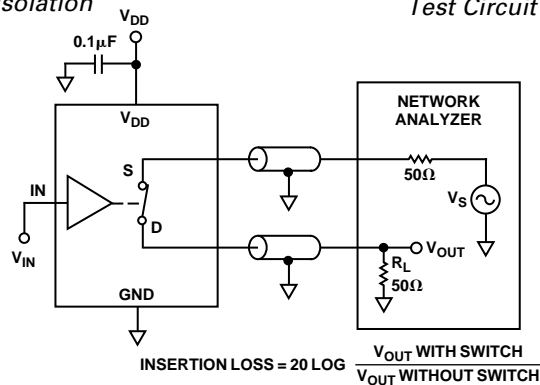 Test Circuit
V_DD
0.1µF
V_DD
NETWORK
ANALYZER
S
50Ω
IN
V_S
D
V_IN
V_OUT
R_L
50Ω
GND
INSERTION LOSS = 20 LOG V_OUT WITH SWITCH
V_OUT WITHOUT SWITCH